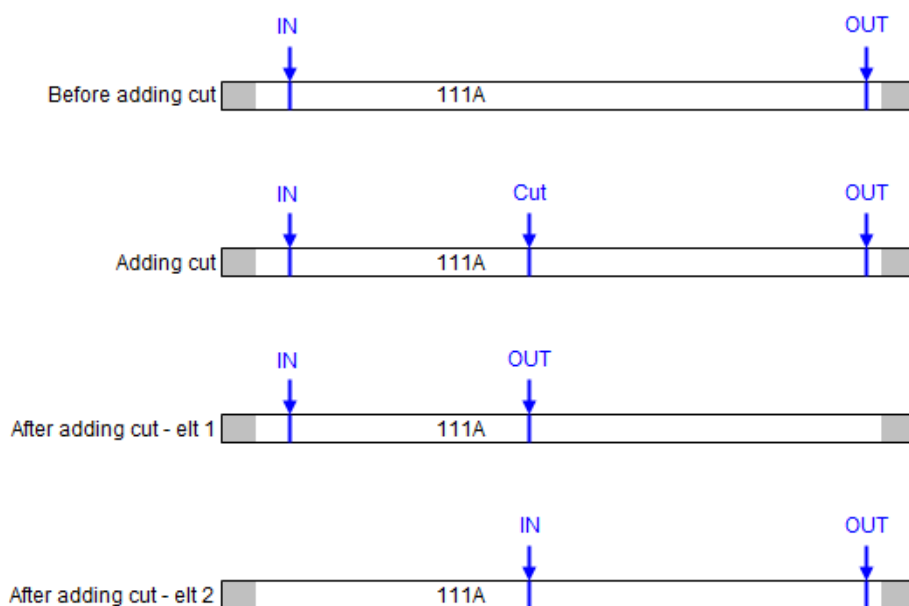 IN OUT
Before adding cut 111A
IN Cut OUT
Adding cut 111A
IN OUT
After adding cut - elt 1 111A
IN OUT
After adding cut - elt 2 111A